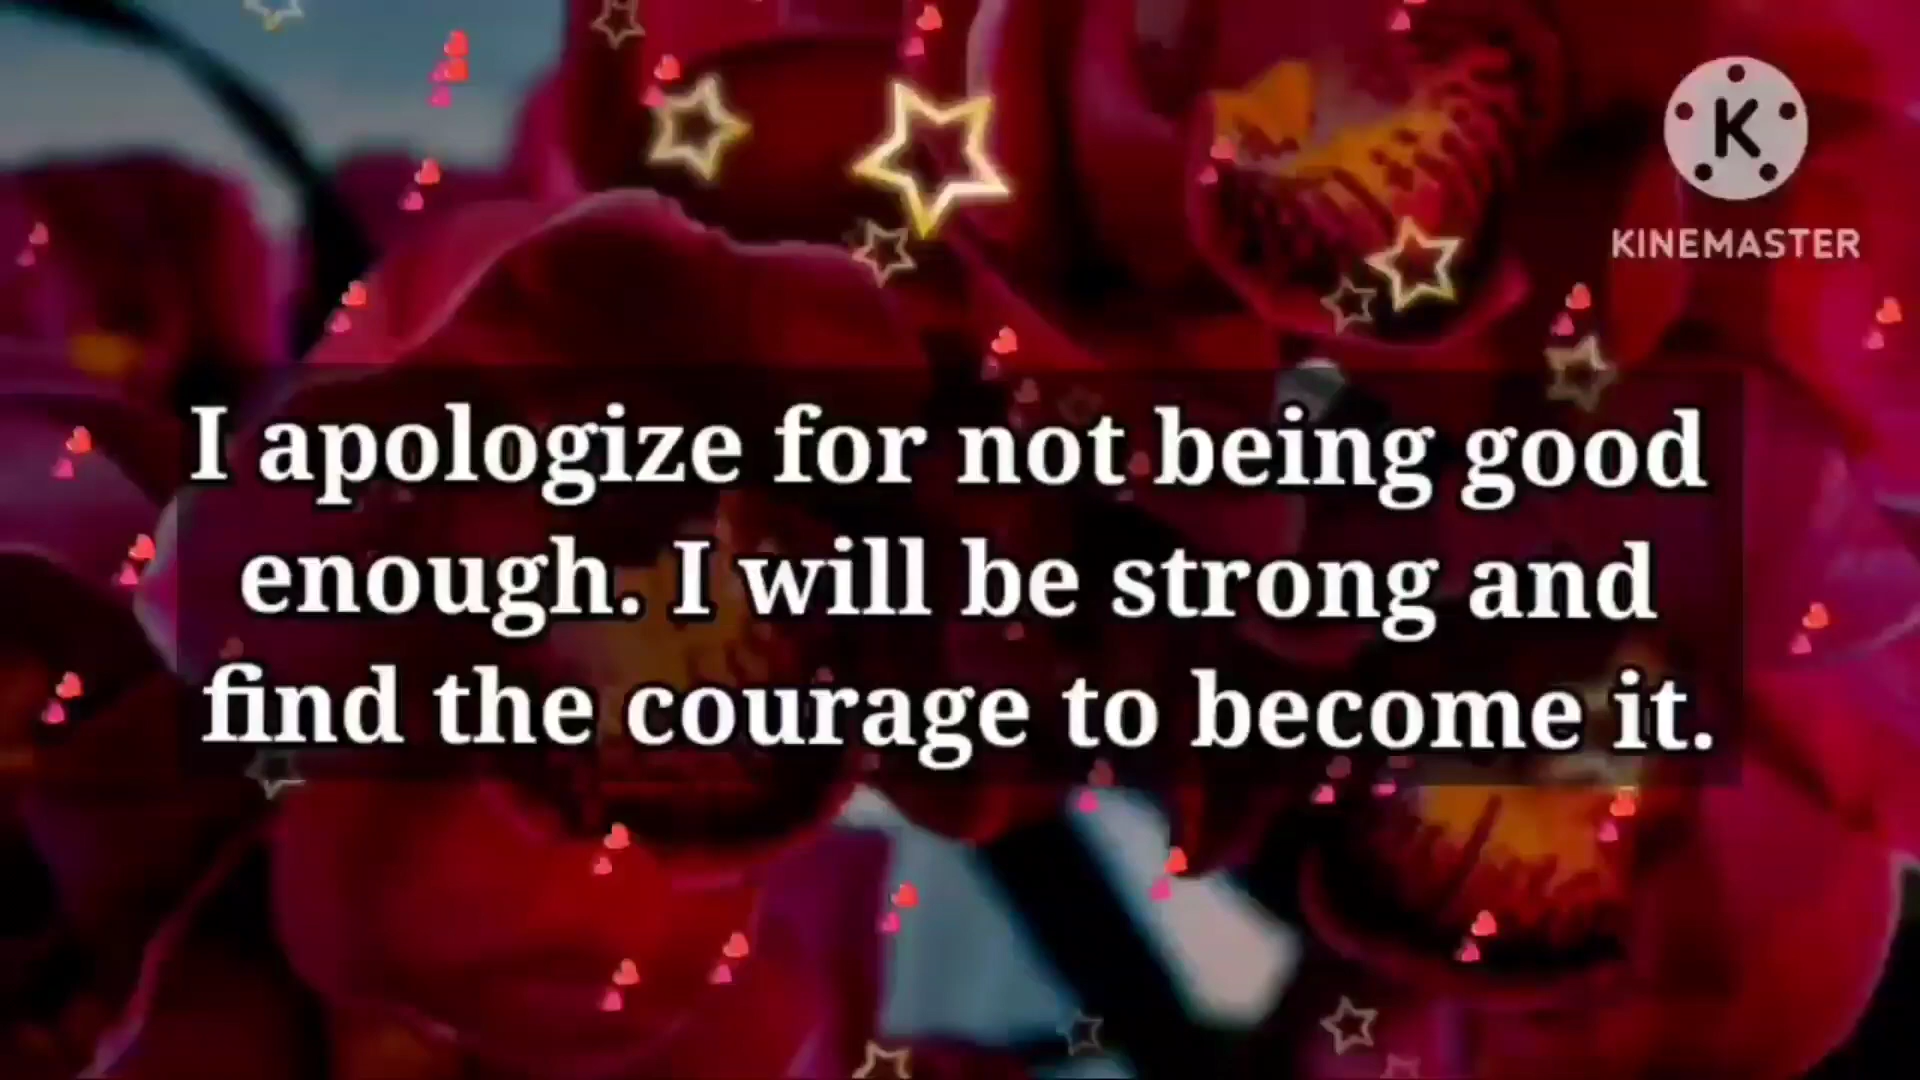 KINEMASTER
I apologize for not being good
enough. I will be strong and
find the courage to become it.